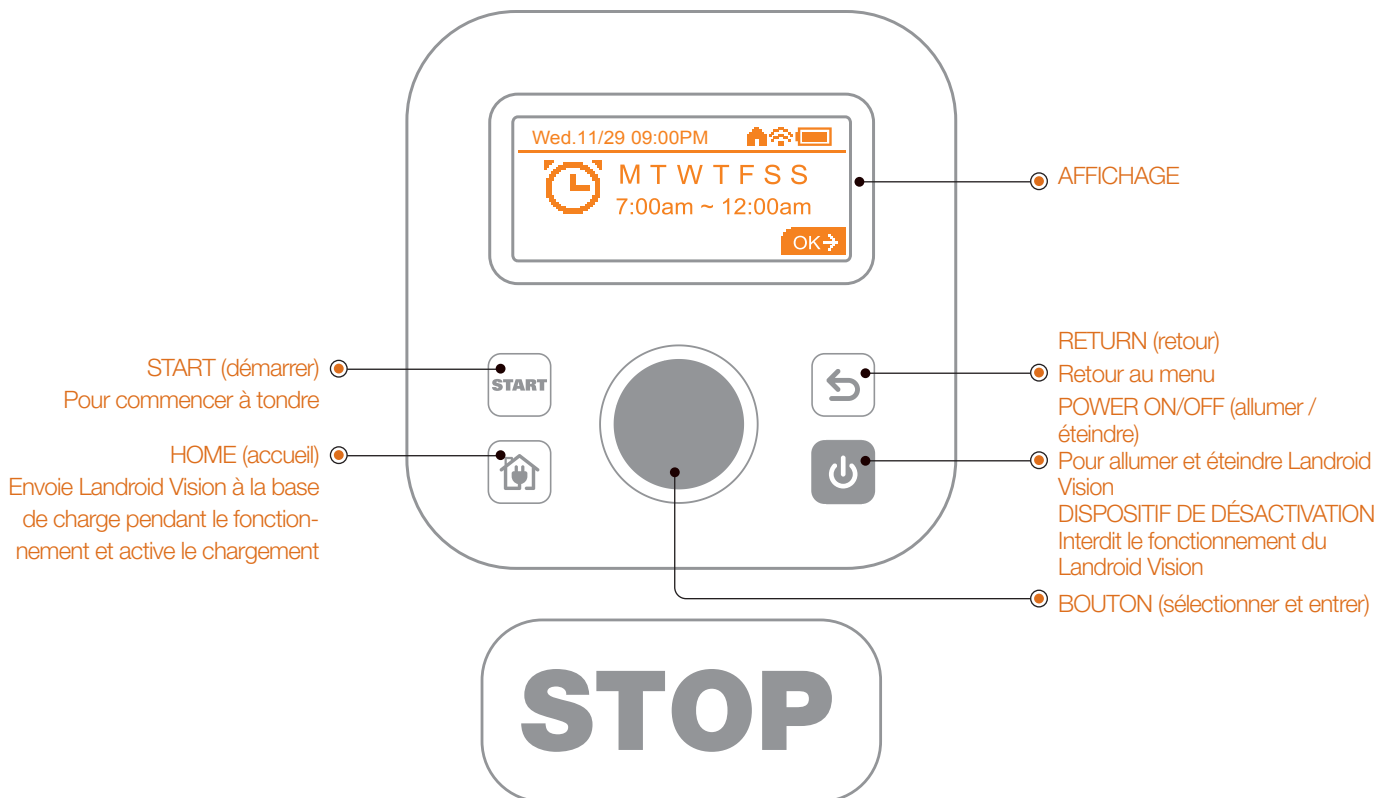 Wed.11/29 09:00PM
M T W T F S S
7:00am ~ 12:00am
OK
AFFICHAGE
START (démarrer)
Pour commencer à tondre
START
HOME (accueil)
Envoie Landroid Vision à la base
de charge pendant le fonction-
nement et active le chargement
RETURN (retour)
Retour au menu
POWER ON/OFF (allumer /
éteindre)
Pour allumer et éteindre Landroid
Vision
DISPOSITIF DE DÉSACTIVATION
Interdit le fonctionnement du
Landroid Vision
BOUTON (sélectionner et entrer)
STOP